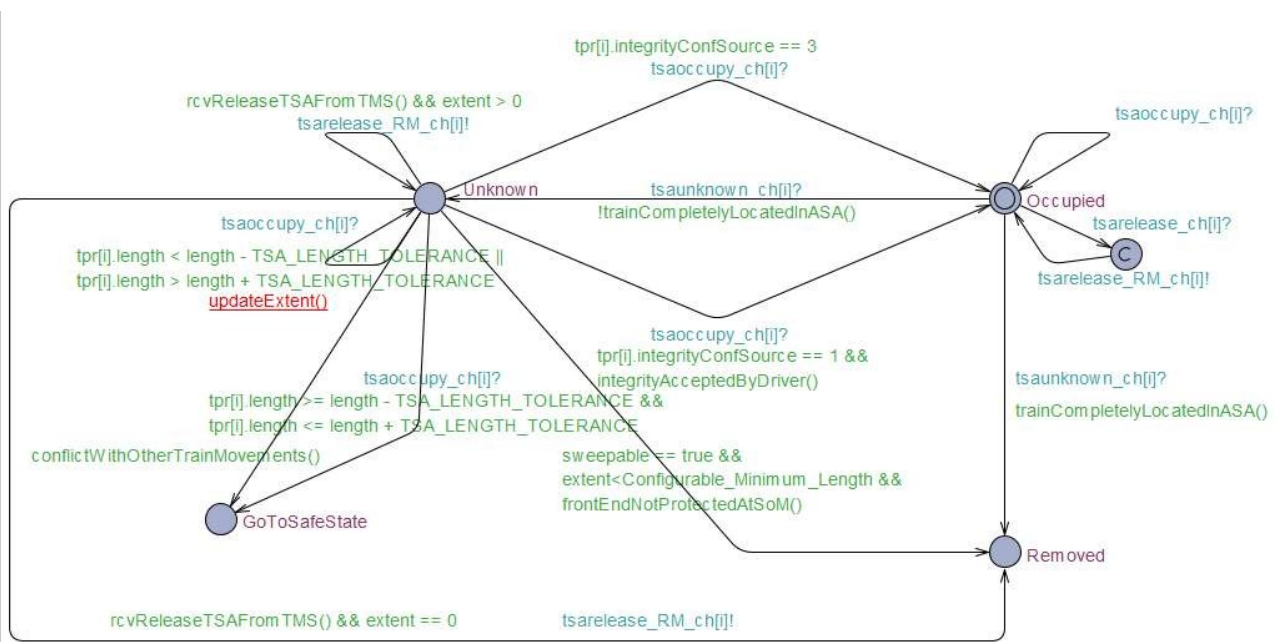 tpr[i].integrityConfSource == 3
tsaoccupy_ch[i]?
rcvReleaseTSAFromTMS() && extent > 0
tsarelease_RM_ch[i]!
tsaoccupy_ch[i]?
Unknown
tsaunknown_ch[i]?
!trainCompletelyLocatedInASA()
Occupied
tsaoccupy_ch[i]?
tpr[i].length < length - TSA_LENGTH_TOLERANCE ||
tpr[i].length > length + TSA_LENGTH_TOLERANCE
updateExtent()
tsarelease_ch[i]?
C
tsarelease_RM_ch[i]!
tsaoccupy_ch[i]?
tpr[i].integrityConfSource == 1 &&
integrityAcceptedByDriver()
tsaoccupy_ch[i]?
tpr[i].length >= length - TSA_LENGTH_TOLERANCE &&
tpr[i].length <= length + TSA_LENGTH_TOLERANCE
tsaunknown_ch[i]?
trainCompletelyLocatedInASA()
conflictWithOtherTrainMovements()
sweepable == true &&
extent<Configurable_Minimum_Length &&
frontEndNotProtectedAtSoM()
GoToSafeState
Removed
rcvReleaseTSAFromTMS() && extent == 0
tsarelease_RM_ch[i]!